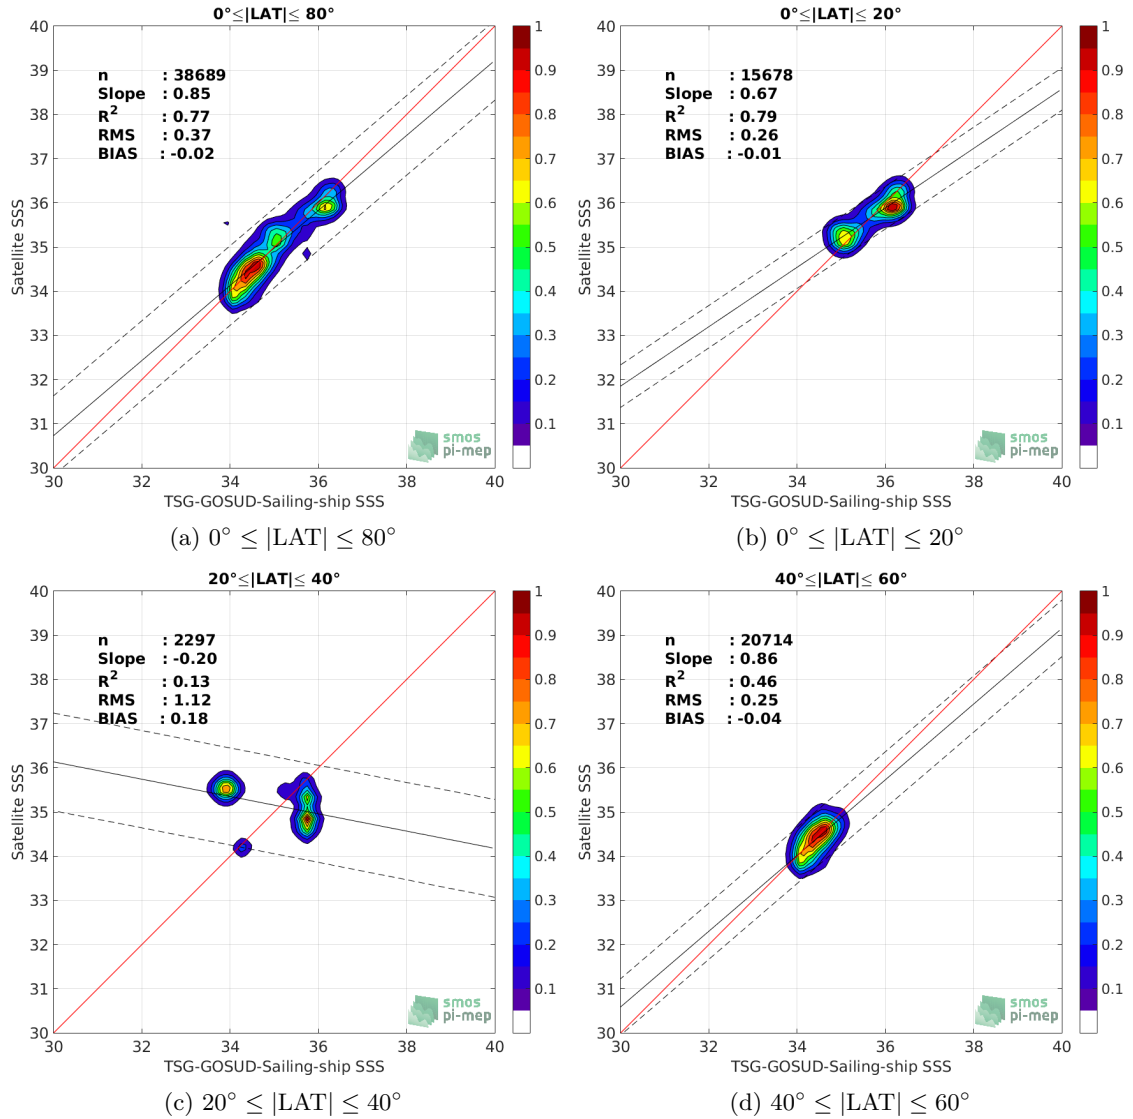 0°≤|LAT|≤ 80°
n : 38689
Slope : 0.85
R² : 0.77
RMS : 0.37
BIAS : -0.02
Satellite SSS
40
39
38
37
36
35
34
33
32
31
30
30 32 34 36 38 40
TSG-GOSUD-Sailing-ship SSS
1
0.9
0.8
0.7
0.6
0.5
0.4
0.3
0.2
0.1
smos
pi-mep
(a) 0° ≤ |LAT| ≤ 80°
0°≤|LAT|≤ 20°
n : 15678
Slope : 0.67
R² : 0.79
RMS : 0.26
BIAS : -0.01
Satellite SSS
40
39
38
37
36
35
34
33
32
31
30
30 32 34 36 38 40
TSG-GOSUD-Sailing-ship SSS
1
0.9
0.8
0.7
0.6
0.5
0.4
0.3
0.2
0.1
smos
pi-mep
(b) 0° ≤ |LAT| ≤ 20°
20°≤|LAT|≤ 40°
n : 2297
Slope : -0.20
R² : 0.13
RMS : 1.12
BIAS : 0.18
Satellite SSS
40
39
38
37
36
35
34
33
32
31
30
30 32 34 36 38 40
TSG-GOSUD-Sailing-ship SSS
1
0.9
0.8
0.7
0.6
0.5
0.4
0.3
0.2
0.1
smos
pi-mep
(c) 20° ≤ |LAT| ≤ 40°
40°≤|LAT|≤ 60°
n : 20714
Slope : 0.86
R² : 0.46
RMS : 0.25
BIAS : -0.04
Satellite SSS
40
39
38
37
36
35
34
33
32
31
30
30 32 34 36 38 40
TSG-GOSUD-Sailing-ship SSS
1
0.9
0.8
0.7
0.6
0.5
0.4
0.3
0.2
0.1
smos
pi-mep
(d) 40° ≤ |LAT| ≤ 60°